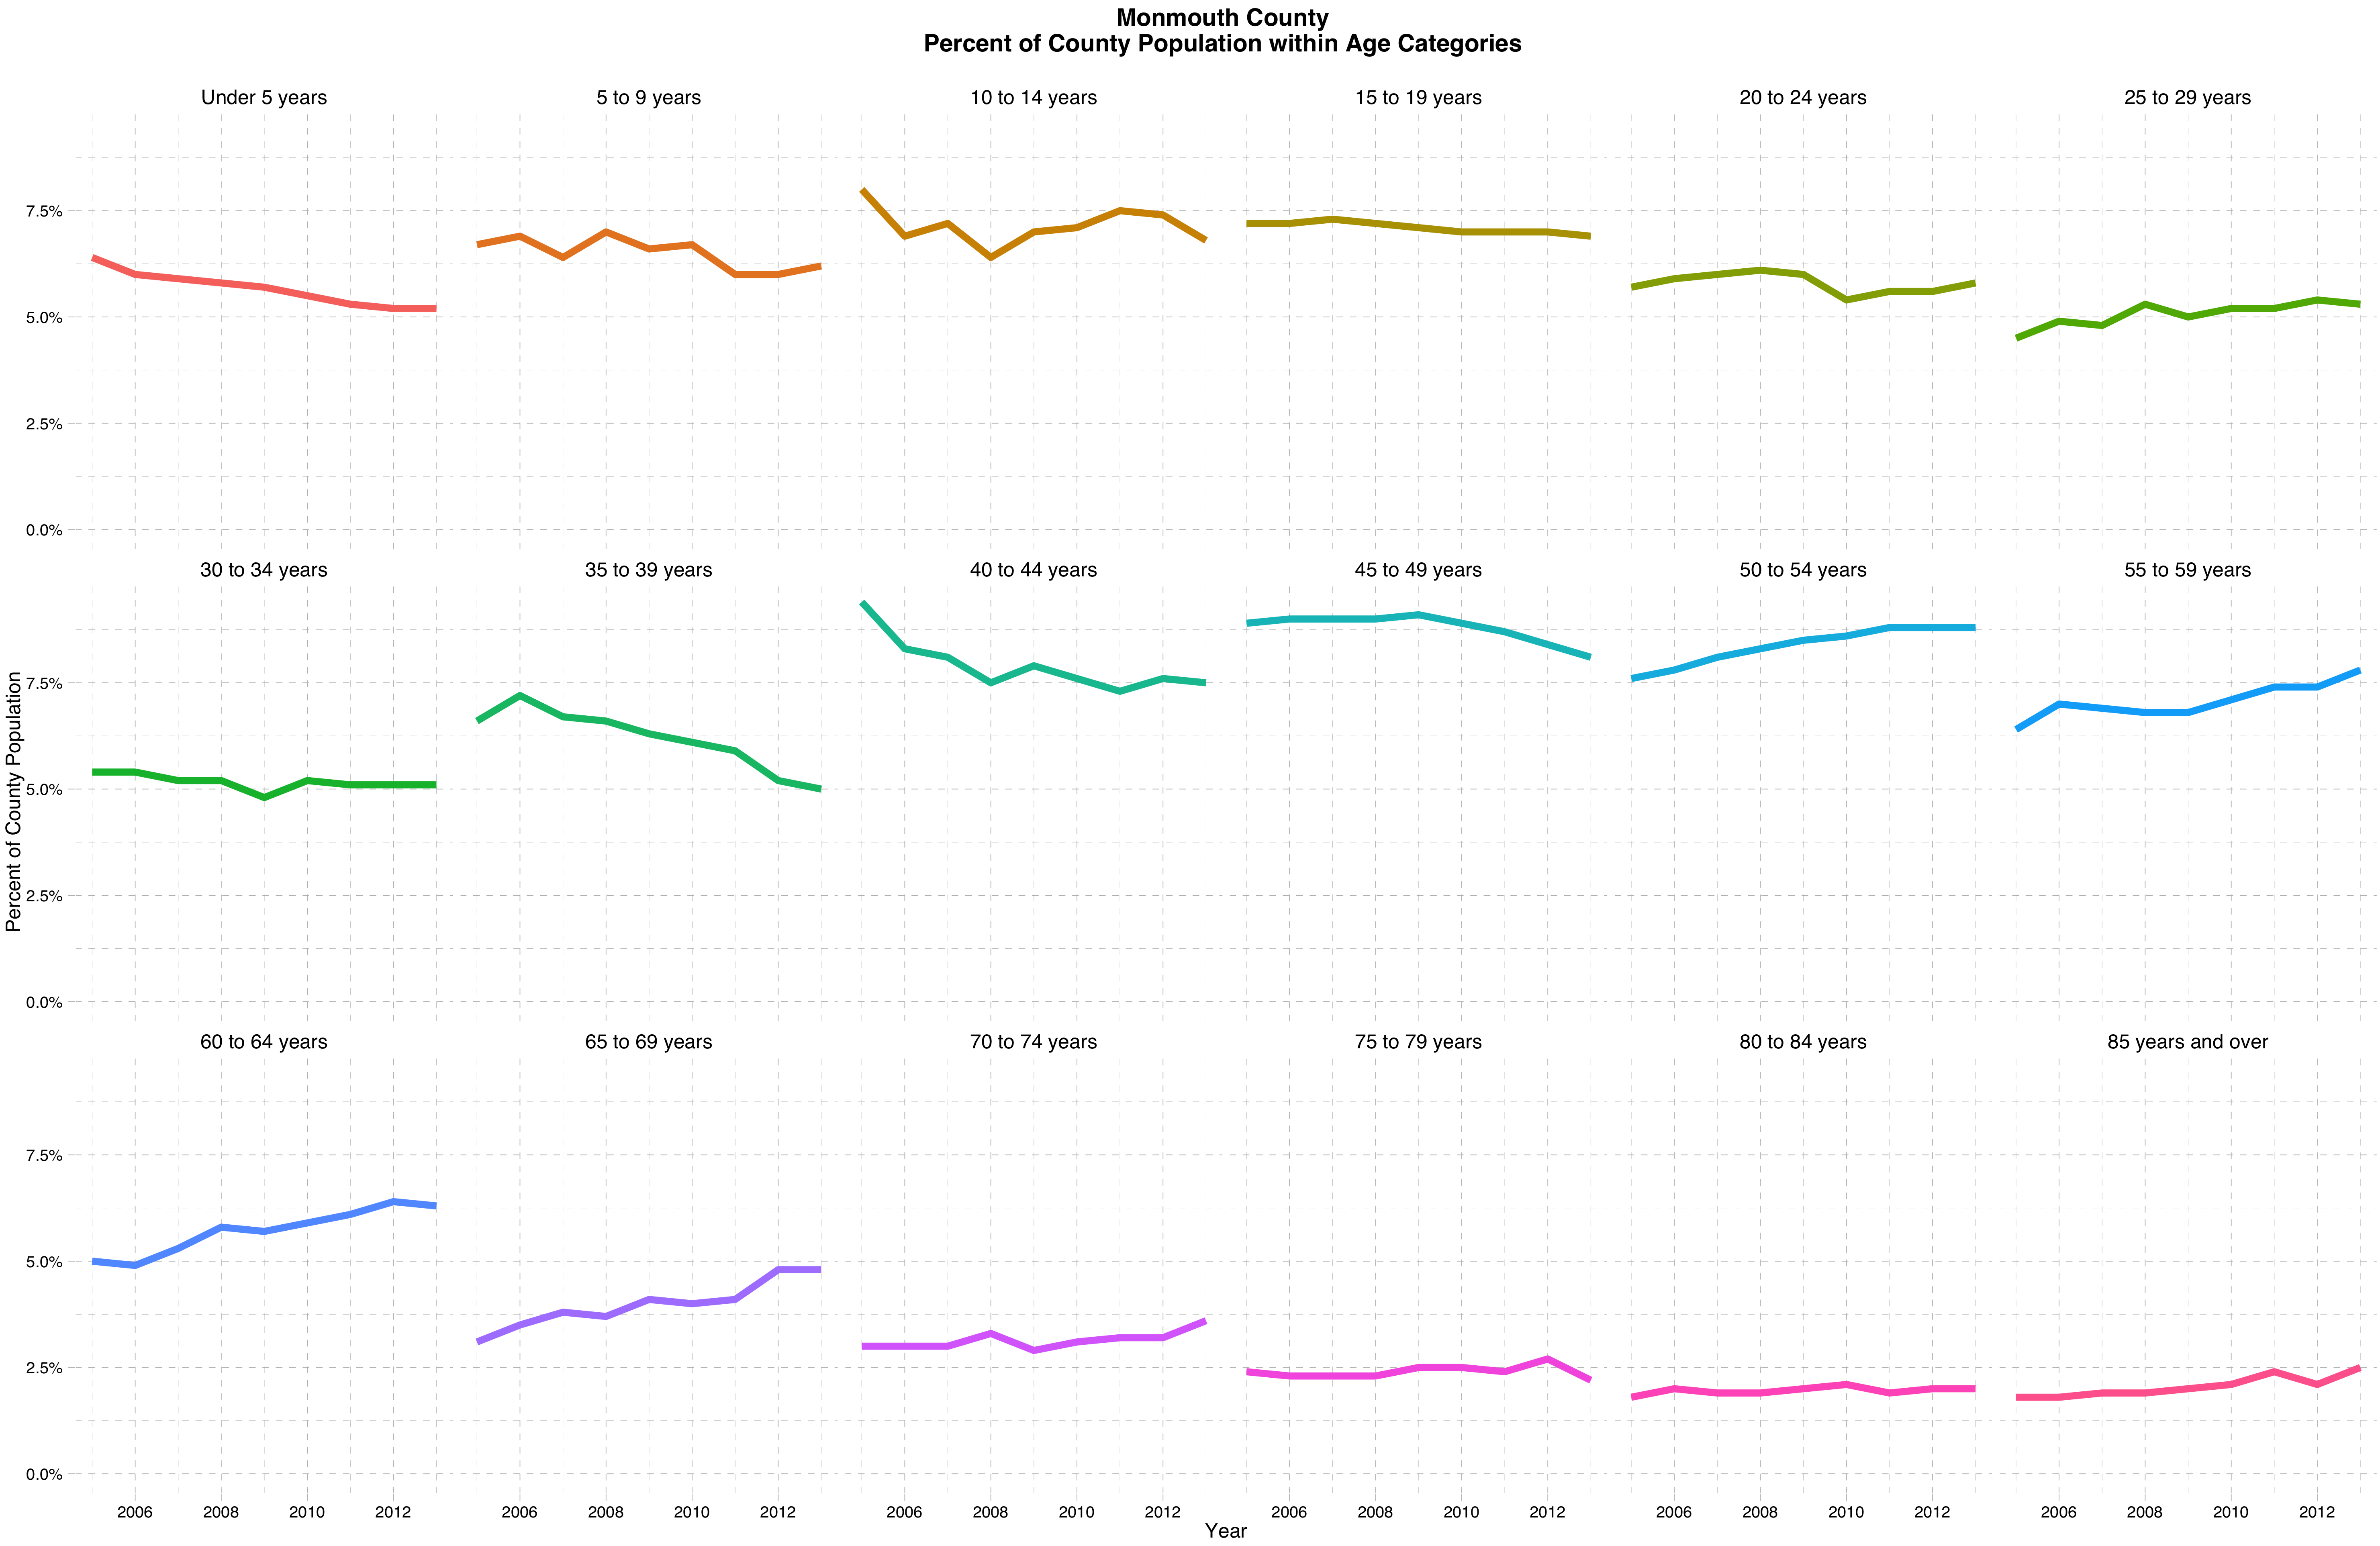 Monmouth County
Percent of County Population within Age Categories
Under 5 years
5 to 9 years
10 to 14 years
15 to 19 years
20 to 24 years
25 to 29 years
7.5%
5.0%
2.5%
0.0%
30 to 34 years
35 to 39 years
40 to 44 years
45 to 49 years
50 to 54 years
55 to 59 years
Percent of County Population
7.5%
5.0%
2.5%
0.0%
60 to 64 years
65 to 69 years
70 to 74 years
75 to 79 years
80 to 84 years
85 years and over
7.5%
5.0%
2.5%
0.0%
2006 2008 2010 2012
2006 2008 2010 2012
2006 2008 2010 2012
2006 2008 2010 2012
2006 2008 2010 2012
2006 2008 2010 2012
Year